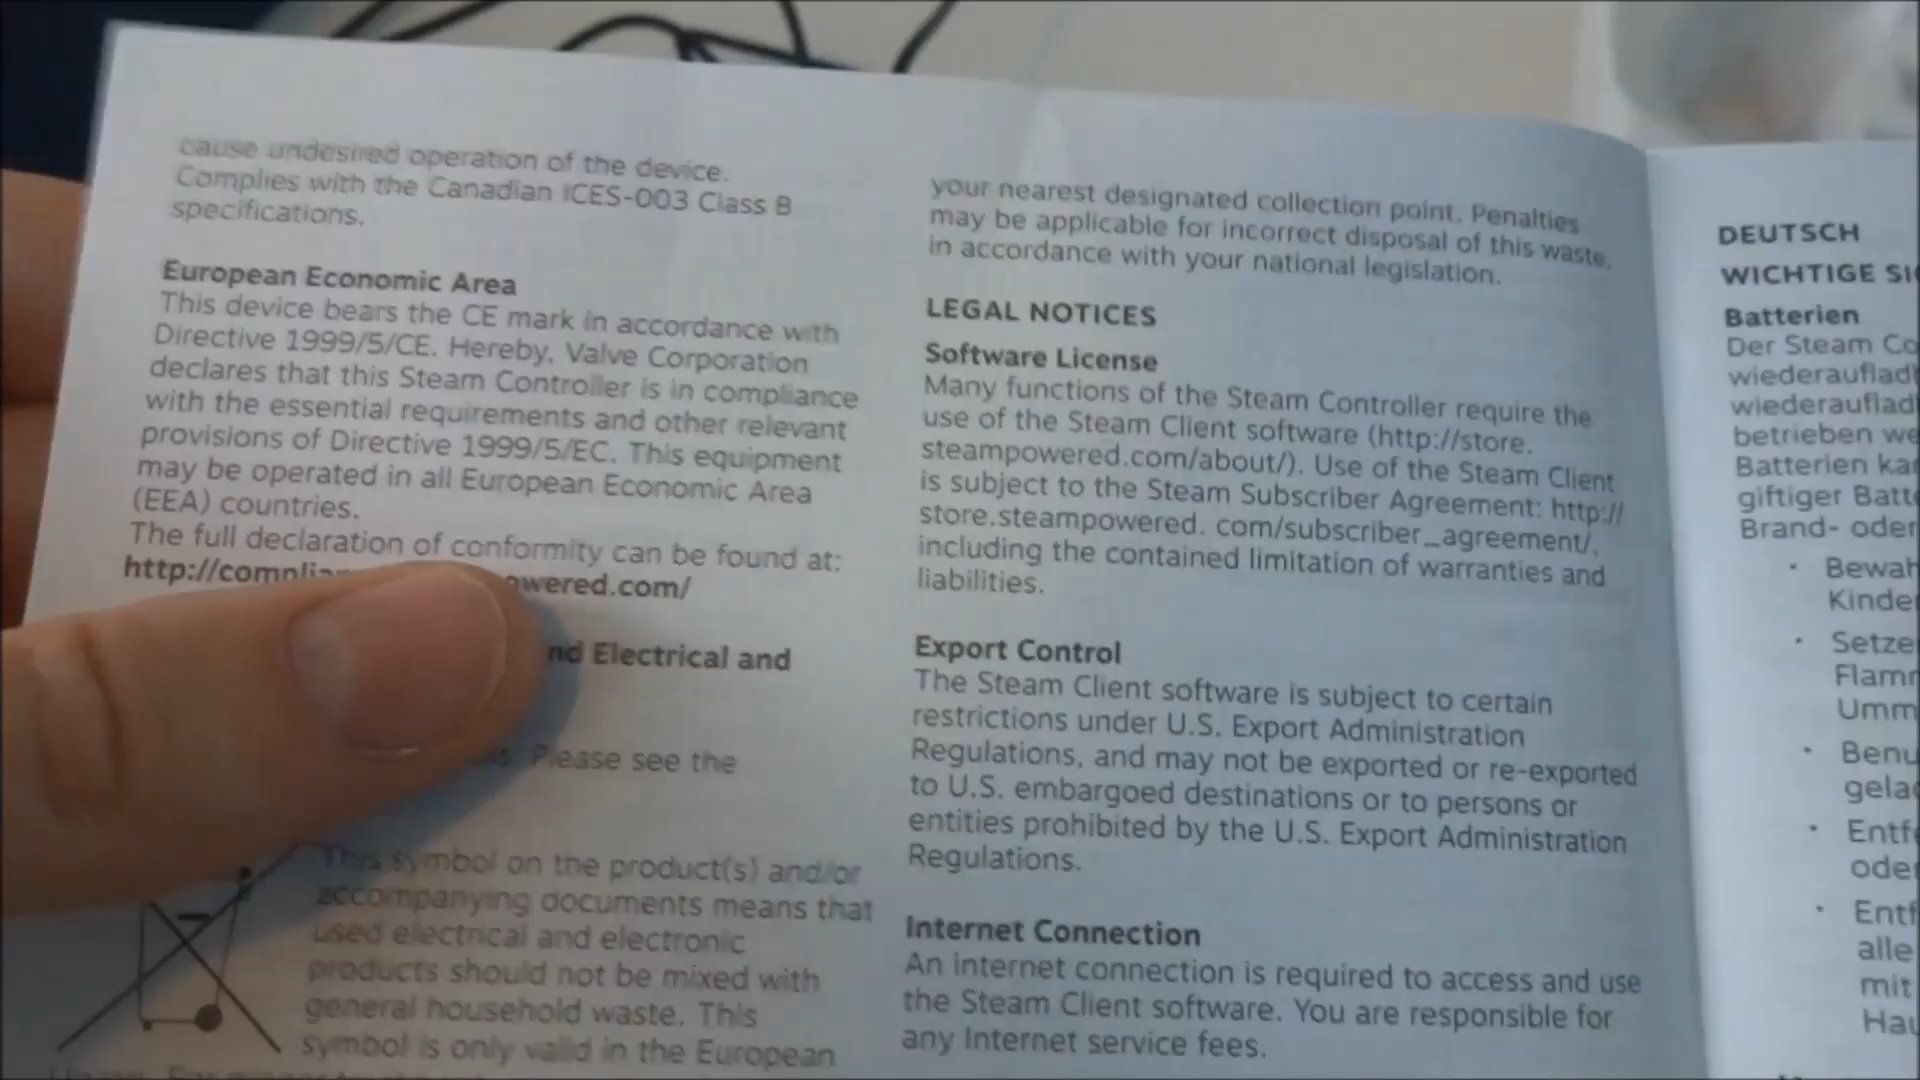 cause undesired operation of the device.
Complies with the Canadian ICES-003 Class B
specifications.
European Economic Area
This device bears the CE mark in accordance with
Directive 1999/5/CE. Hereby, Valve Corporation
declares that this Steam Controller is in compliance
with the essential requirements and other relevant
provisions of Directive 1999/5/EC. This equipment
may be operated in all European Economic Area
(EEA) countries.
The full declaration of conformity can be found at:
http://complia powered.com/
nd Electrical and
Please see the
This symbol on the product(s) and/or
accompanying documents means that
used electrical and electronic
products should not be mixed with
general household waste. This
symbol is only valid in the European
your nearest designated collection point. Penalties
may be applicable for incorrect disposal of this waste,
in accordance with your national legislation.
LEGAL NOTICES
Software License
Many functions of the Steam Controller require the
use of the Steam Client software (http://store.
steampowered.com/about/). Use of the Steam Client
is subject to the Steam Subscriber Agreement: http://
store.steampowered. com/subscriber_agreement/,
including the contained limitation of warranties and
liabilities.
Export Control
The Steam Client software is subject to certain
restrictions under U.S. Export Administration
Regulations, and may not be exported or re-exported
to U.S. embargoed destinations or to persons or
entities prohibited by the U.S. Export Administration
Regulations.
Internet Connection
An internet connection is required to access and use
the Steam Client software. You are responsible for
any Internet service fees.
DEUTSCH
WICHTIGE SI
Batterien
Der Steam Co
wiederauflad
wiederauflad
betrieben we
Batterien kan
giftiger Batt
Brand- oder
· Bewah
Kinde
· Setze
Flamm
Umm
· Benu
gela
· Entf
oder
· Entf
alle
mit
Hau